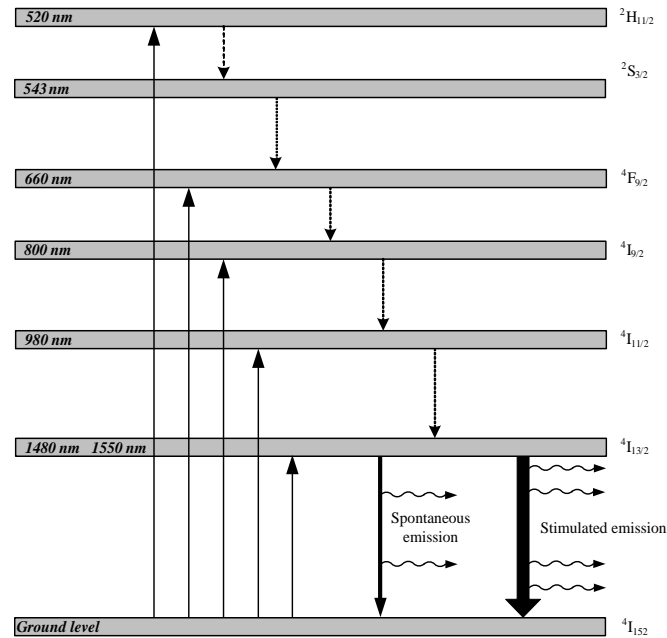 520 nm ²H₁₁/₂
²S₃/₂
543 nm
660 nm ⁴F₉/₂
800 nm ⁴I₉/₂
980 nm ⁴I₁₁/₂
1480 nm 1550 nm ⁴I₁₃/₂
Spontaneous
emission
Stimulated emission
Ground level ⁴I₁₅₂